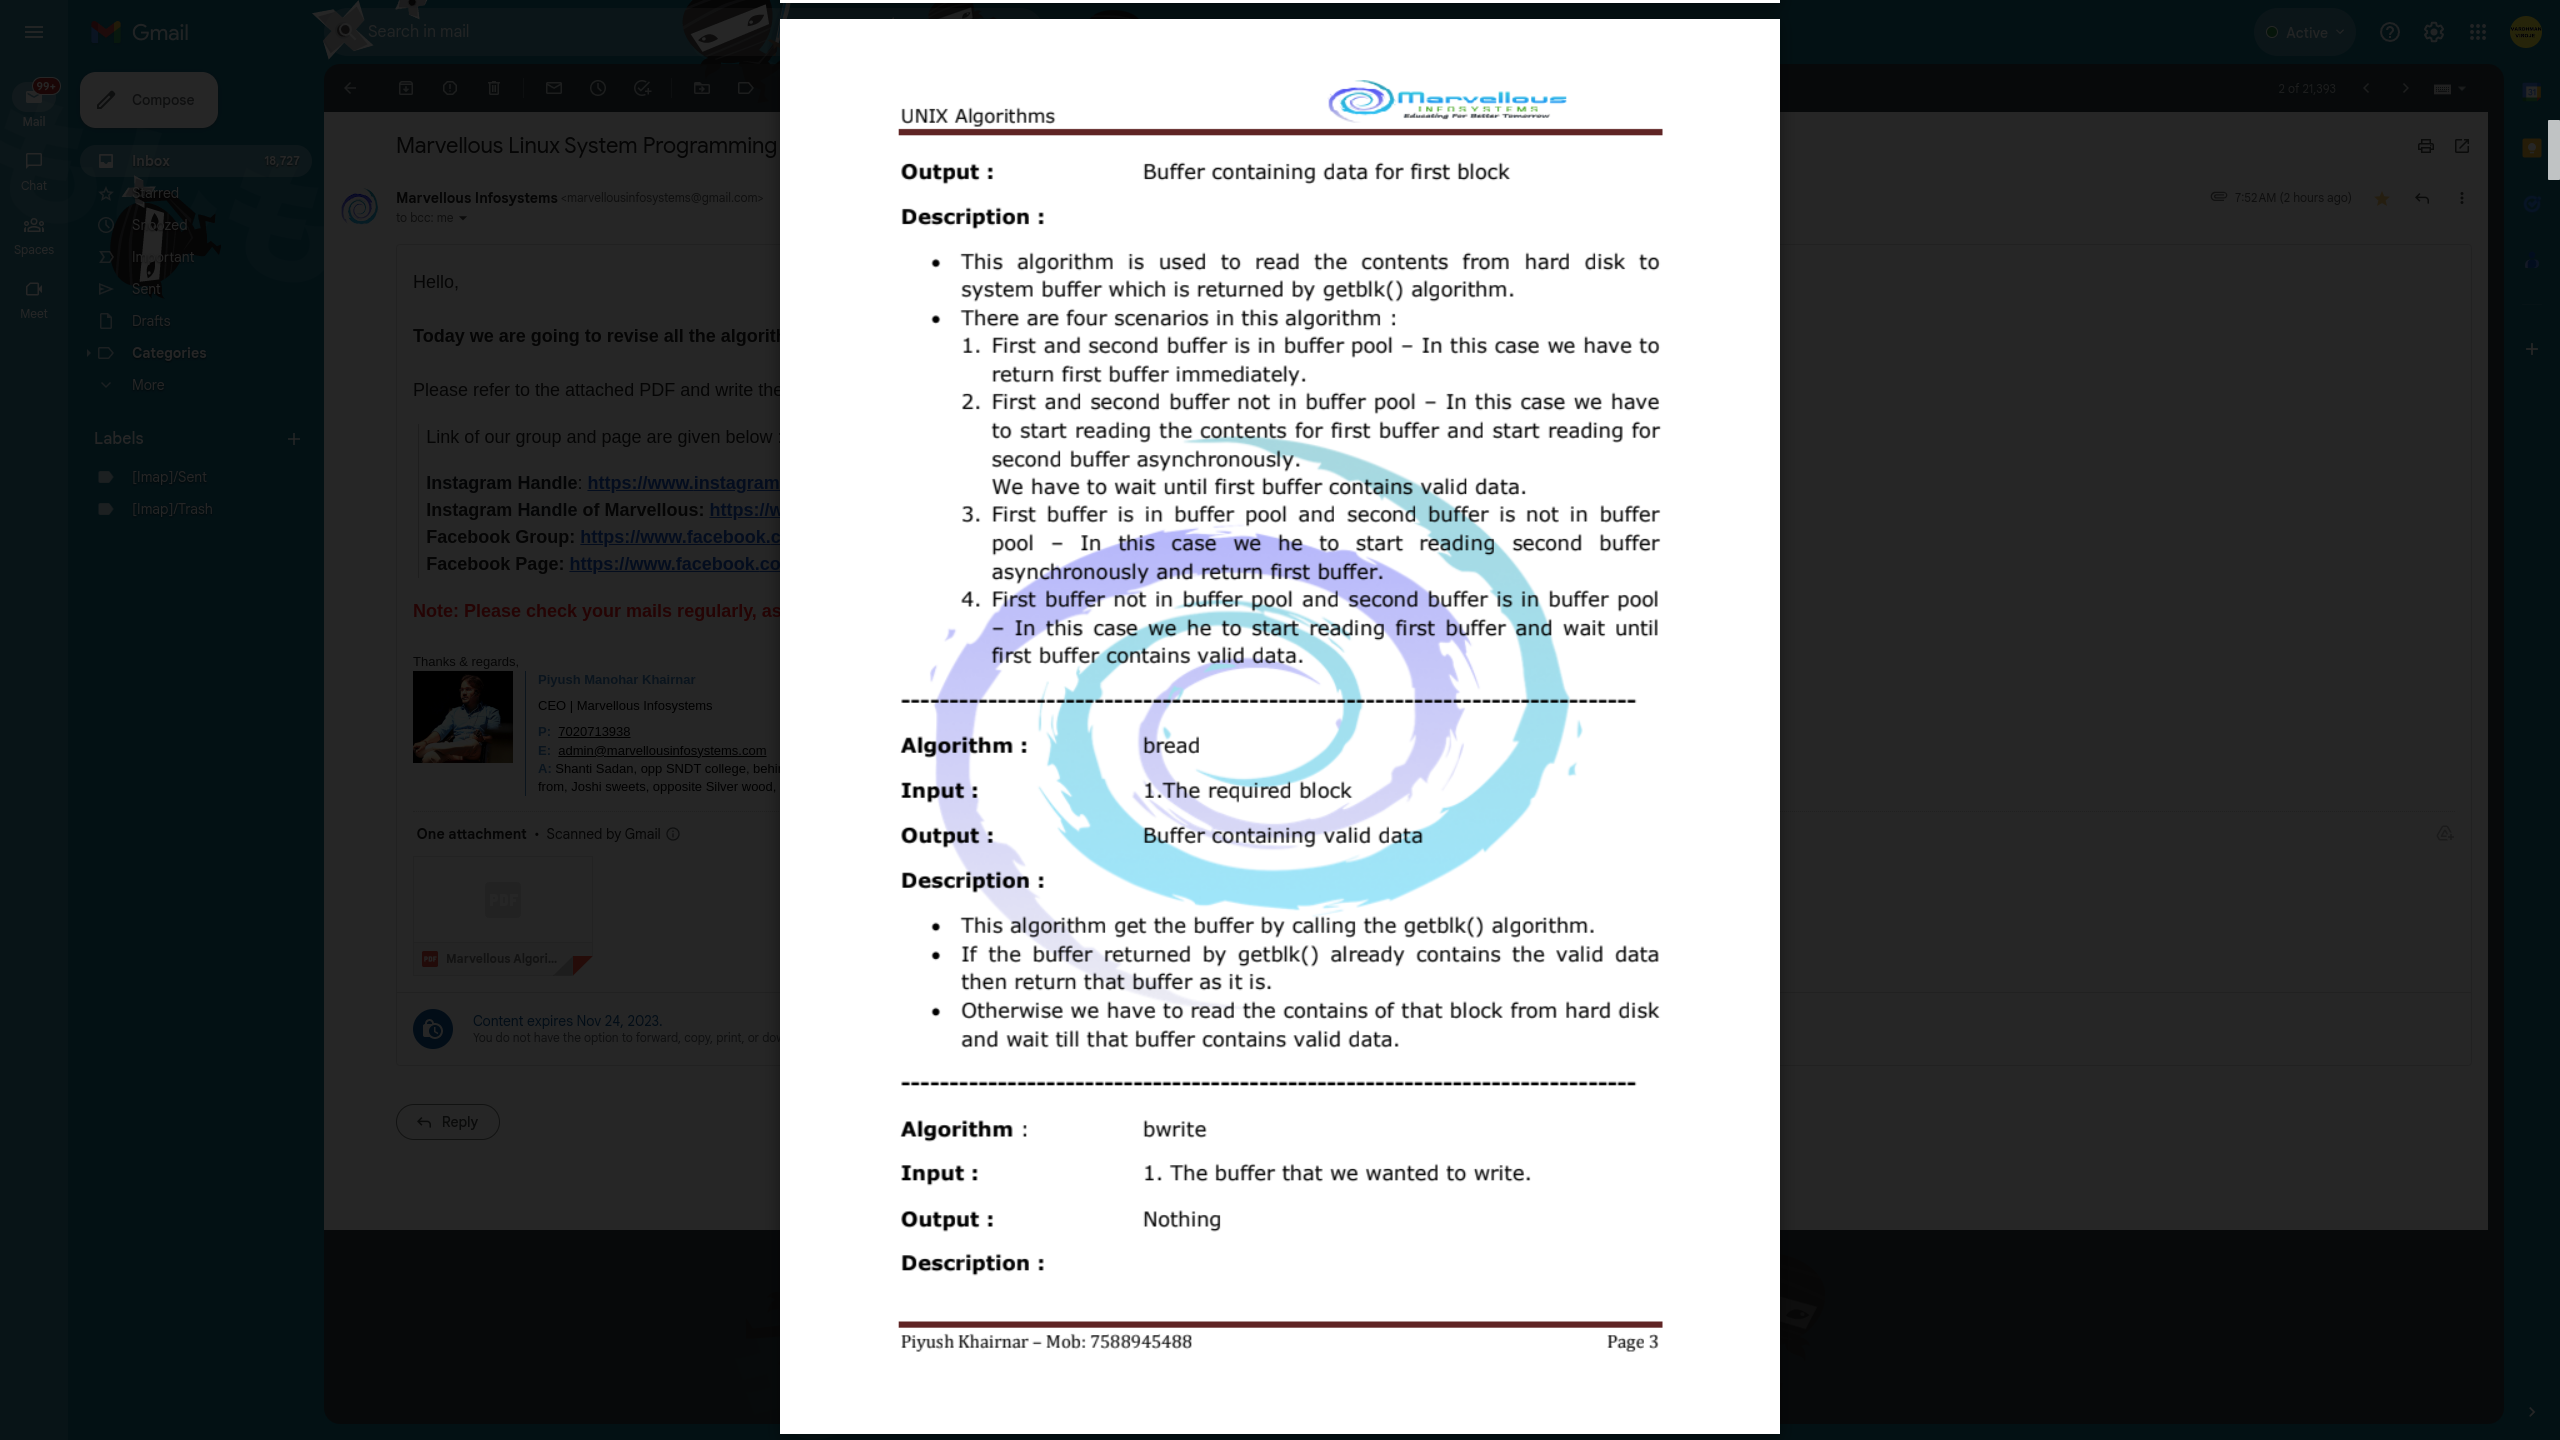 Gmail
Search in mail
Active
99+
Mail
Compose
2 of 21,393
Chat
Spaces
Meet
Inbox 18,727
Starred
Snoozed
Important
Sent
Drafts
Categories
More
Labels
[Imap]/Sent
[Imap]/Trash
Marvellous Linux System Programming
Marvellous Infosystems <marvellousinfosystems@gmail.com>
to bcc: me
7:52 AM (2 hours ago)
Hello,
Today we are going to revise all the
Please refer to the attached PDF and write the
Link of our group and page are given below
Instagram Handle: https://www.instagram
Instagram Handle of Marvellous:
Facebook Group: https://www.facebook.c
Facebook Page: https://www.facebook.co
Note: Please check your mails regularly, as
Thanks & regards,
Piyush Manohar Khairnar
CEO | Marvellous Infosystems
P: 7020713938
E: admin@marvellousinfosystems.com
A: Shanti Sadan, opp SNDT college,
from, Joshi sweets, opposite Silver wood,
One attachment • Scanned by Gmail
PDF
PDF Marvellous Algori...
Content expires Nov 24, 2023.
You do not have the option to forward, copy, print, or
Reply
UNIX Algorithms
Marvellous
INFOSYSTEMS
Educating For Better Tomorrow
Output : Buffer containing data for first block
Description :
• This algorithm is used to read the contents from hard disk to
system buffer which is returned by getblk() algorithm.
• There are four scenarios in this algorithm :
1. First and second buffer is in buffer pool – In this case we have to
return first buffer immediately.
2. First and second buffer not in buffer pool – In this case we have
to start reading the contents for first buffer and start reading for
second buffer asynchronously.
We have to wait until first buffer contains valid data.
3. First buffer is in buffer pool and second buffer is not in buffer
pool – In this case we he to start reading second buffer
asynchronously and return first buffer.
4. First buffer not in buffer pool and second buffer is in buffer pool
– In this case we he to start reading first buffer and wait until
first buffer contains valid data.
----------------------------------------------------------------------------
Algorithm : bread
Input : 1.The required block
Output : Buffer containing valid data
Description :
• This algorithm get the buffer by calling the getblk() algorithm.
• If the buffer returned by getblk() already contains the valid data
then return that buffer as it is.
• Otherwise we have to read the contains of that block from hard disk
and wait till that buffer contains valid data.
----------------------------------------------------------------------------
Algorithm : bwrite
Input : 1. The buffer that we wanted to write.
Output : Nothing
Description :
Piyush Khairnar – Mob: 7588945488 Page 3